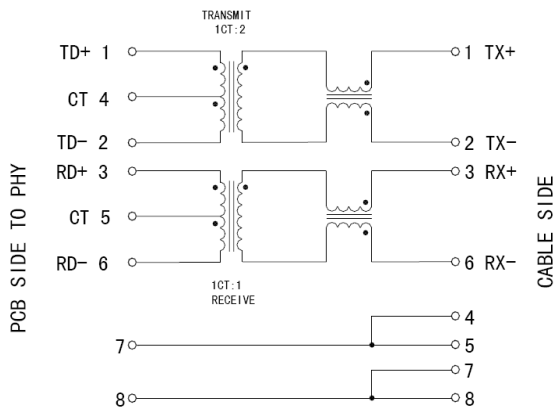 TRANSMIT
1CT:2
TD+ 1
1 TX+
CT 4
TD- 2
2 TX-
RD+ 3
3 RX+
CT 5
RD- 6
6 RX-
1CT:1
RECEIVE
PCB SIDE TO PHY
CABLE SIDE
4
7
5
7
8
8